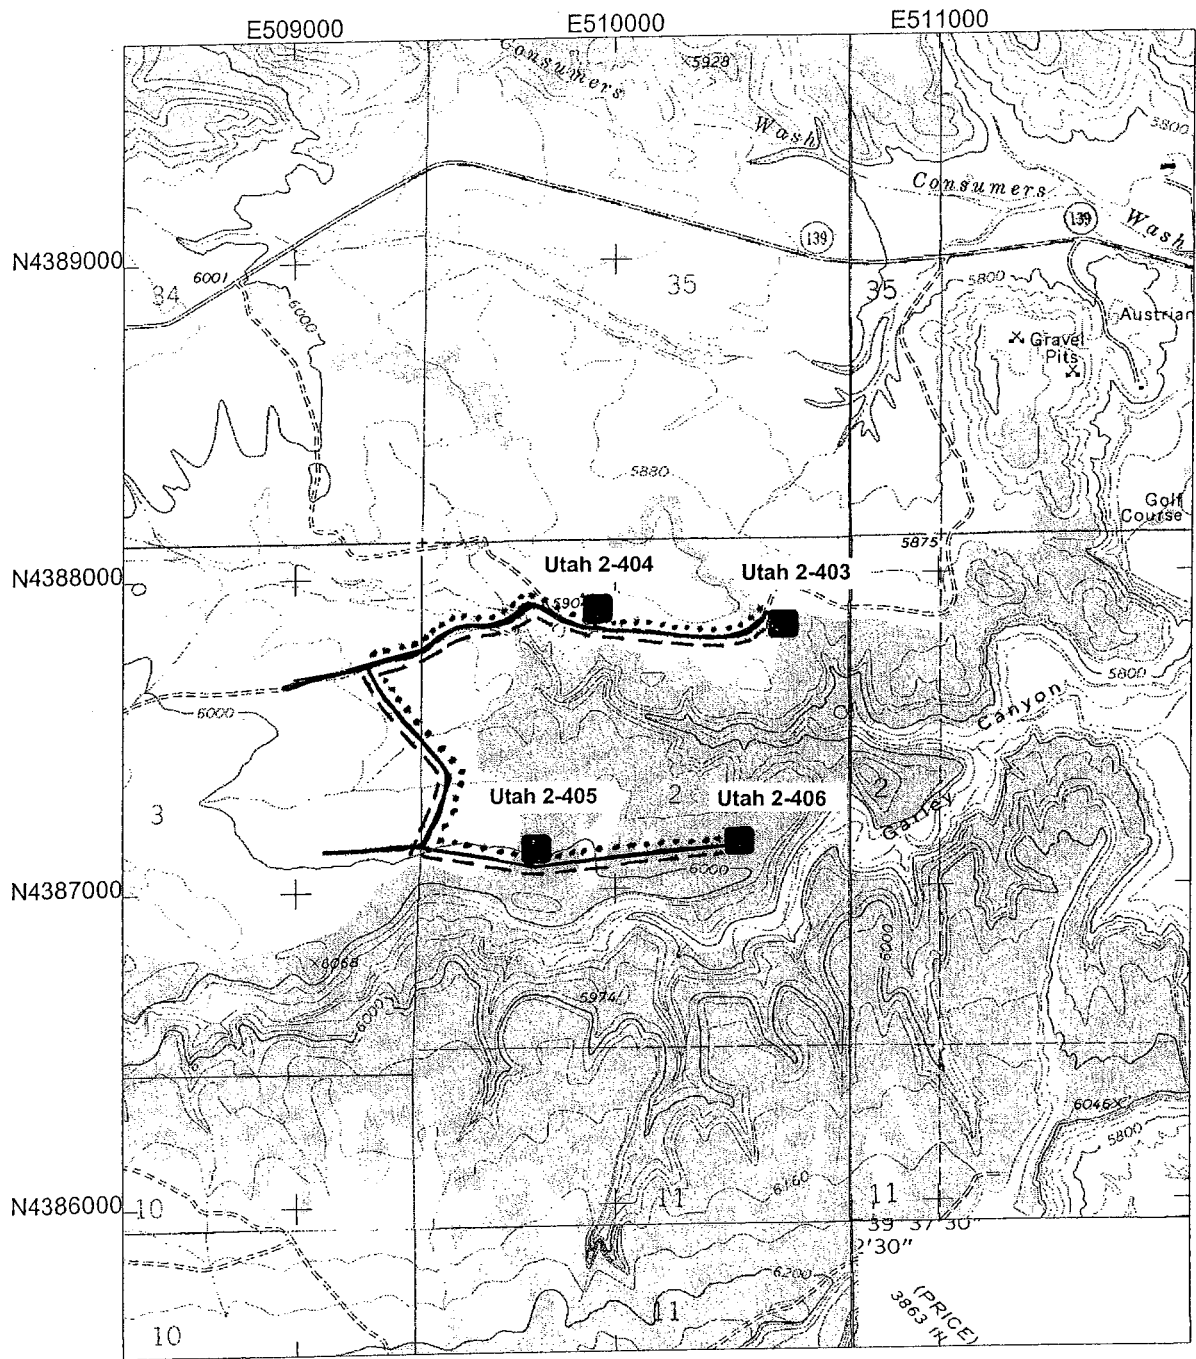 E509000 E510000 E511000
Consumers
×5928
Wash
5800
Consumers
Wash
139
139
N4389000
6001
34
6000
35
35
5800
Austrian
Gravel
Pits
5880
Golf
Course
5875
N4388000
Utah 2-404
Utah 2-403
590
6000
5800
Canyon
Utah 2-405
2
Utah 2-406
2
3
Garley
N4387000
6000
6000
×6068
5974
6000
6046×
5800
N4386000
10
11
6160
11
39 37'30"
2'30"
6200
(PRICE)
3863
10
11